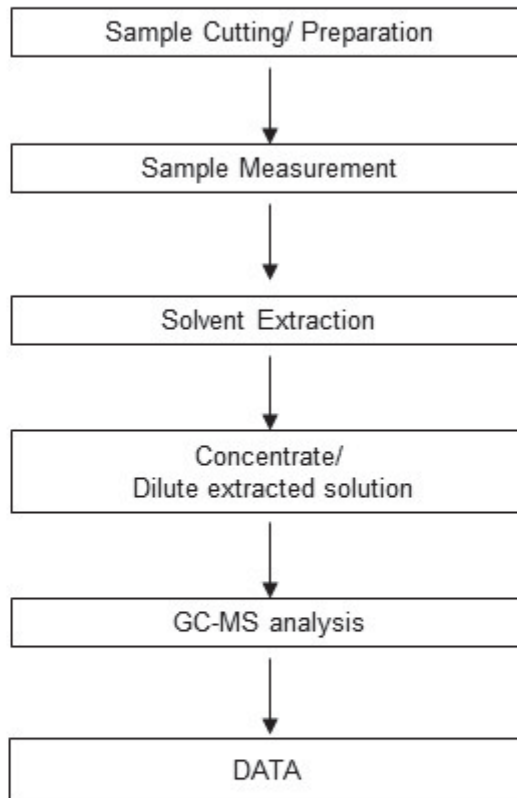 Sample Cutting/ Preparation
Sample Measurement
Solvent Extraction
Concentrate/
Dilute extracted solution
GC-MS analysis
DATA